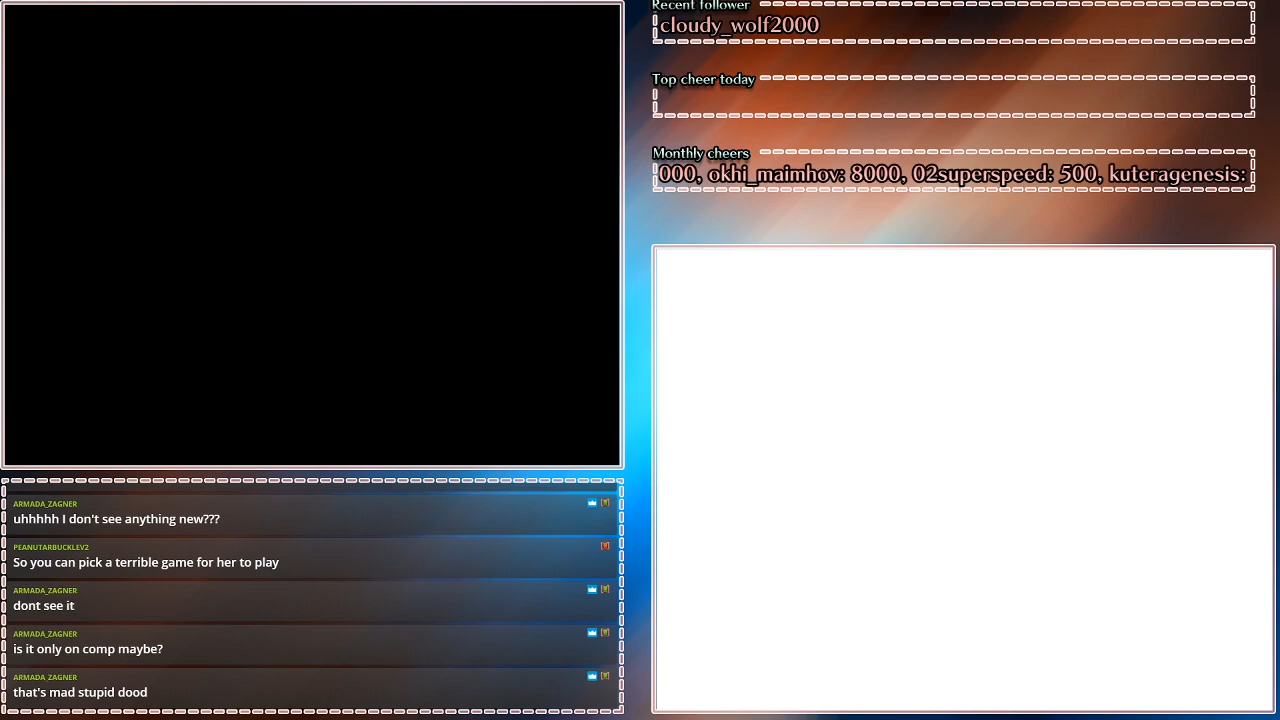 Recent follower
cloudy_wolf2000
Top cheer today
Monthly cheers
000, okhi_maimhov: 8000, 02superspeed: 500, kuteragenesis:
ARMADA_ZAGNER
uhhhhh I don't see anything new???
PEANUTARBUCKLEV2
So you can pick a terrible game for her to play
ARMADA_ZAGNER
dont see it
ARMADA_ZAGNER
is it only on comp maybe?
ARMADA_ZAGNER
that's mad stupid dood